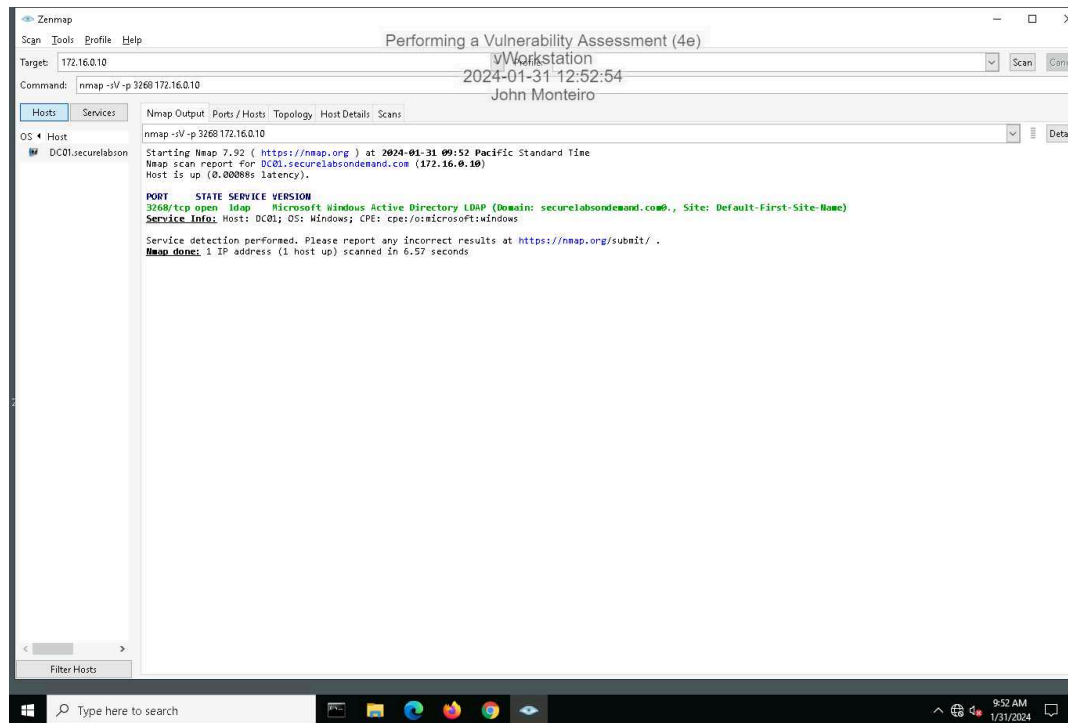 Zenmap
Scan Tools Profile Help
Performing a Vulnerability Assessment (4e)
vWorkstation
2024-01-31 12:52:54
John Monteiro
Target: 172.16.0.10
Profile:
Scan
Command: nmap -sV -p 3268 172.16.0.10
Hosts Services
Nmap Output Ports / Hosts Topology Host Details Scans
OS Host
nmap -sV -p 3268 172.16.0.10
DC01.securelabson
Starting Nmap 7.92 ( https://nmap.org ) at 2024-01-31 09:52 Pacific Standard Time
Nmap scan report for DC01.securelabsondemand.com (172.16.0.10)
Host is up (0.00088s latency).
PORT STATE SERVICE VERSION
3268/tcp open ldap Microsoft Windows Active Directory LDAP (Domain: securelabsondemand.com0., Site: Default-First-Site-Name)
Service Info: Host: DC01; OS: Windows; CPE: cpe:/o:microsoft:windows
Service detection performed. Please report any incorrect results at https://nmap.org/submit/ .
Nmap done: 1 IP address (1 host up) scanned in 6.57 seconds
Filter Hosts
Type here to search
9:52 AM
1/31/2024